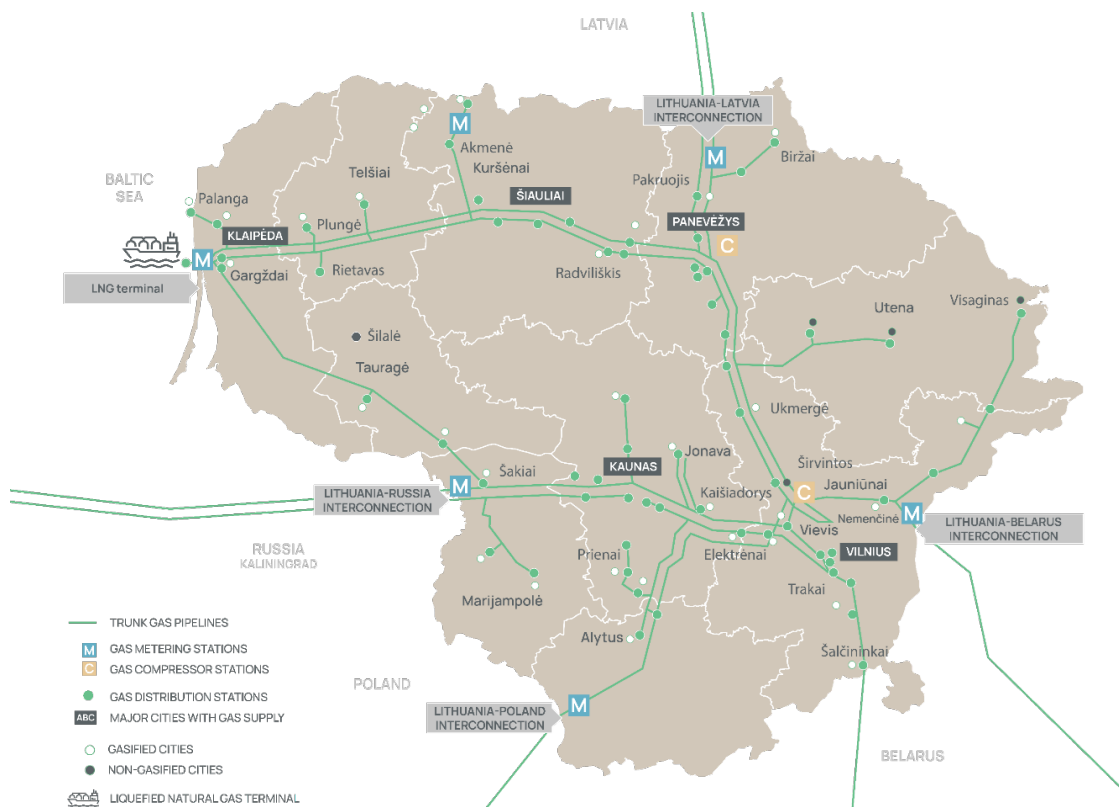 LATVIA
LITHUANIA-LATVIA
INTERCONNECTION
M
M
Akmenė
Kuršėnai
Biržai
BALTIC
SEA
Telšiai
Pakruojis
Palanga
ŠIAULIAI
PANEVĖŽYS
Plungė
KLAIPĖDA
C
M
Gargždai
Rietavas
Radviliškis
LNG terminal
Utena
Visaginas
Šilalė
Tauragė
Ukmergė
Jonava
Širvintos
KAUNAS
Šakiai
M
Kaišiadorys
Jauniūnai
C
LITHUANIA-RUSSIA
INTERCONNECTION
Nemenčinė
M
LITHUANIA-BELARUS
INTERCONNECTION
Vievis
RUSSIA
KALININGRAD
Prienai
Elektrėnai
VILNIUS
Trakai
Marijampolė
Alytus
Šalčininkai
POLAND
LITHUANIA-POLAND
INTERCONNECTION
M
BELARUS
TRUNK GAS PIPELINES
M GAS METERING STATIONS
C GAS COMPRESSOR STATIONS
GAS DISTRIBUTION STATIONS
ABC MAJOR CITIES WITH GAS SUPPLY
GASIFIED CITIES
NON-GASIFIED CITIES
LIQUEFIED NATURAL GAS TERMINAL